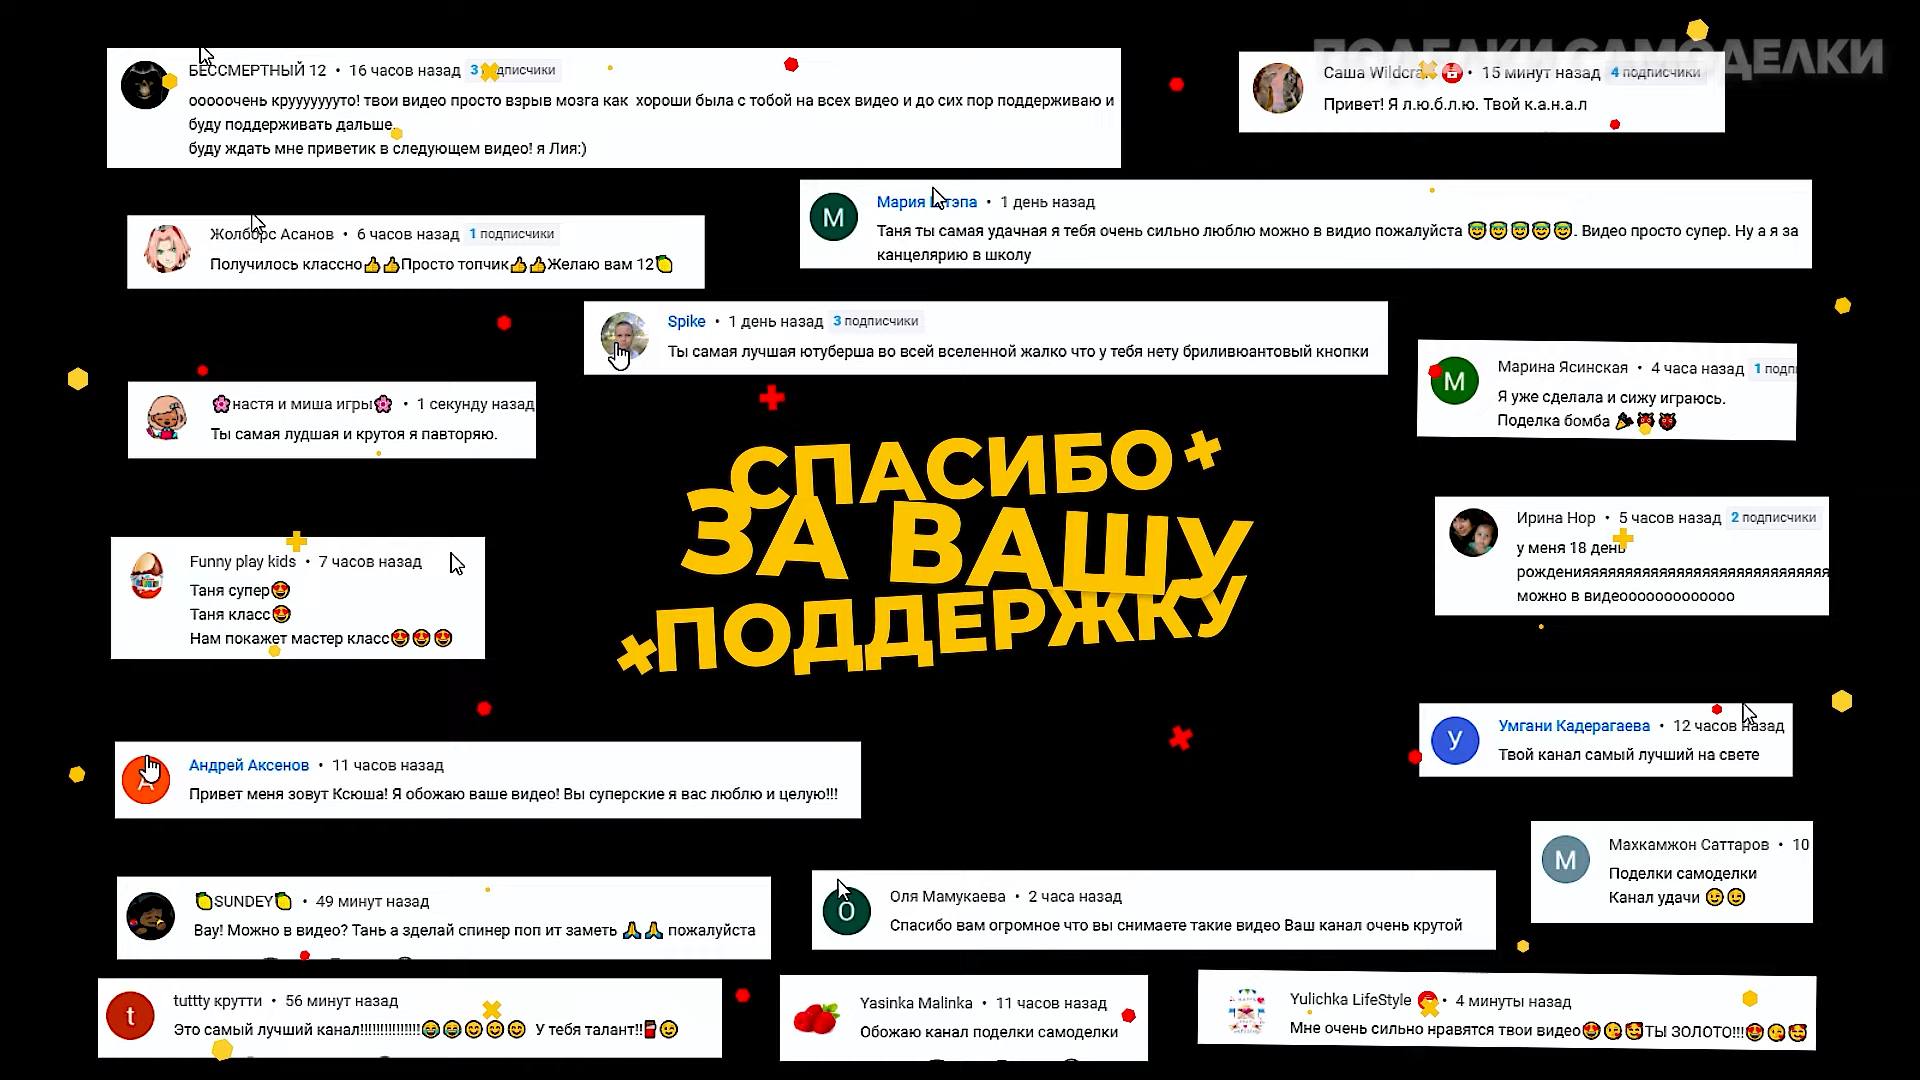 ПОДЕЛКИ САМОДЕЛКИ
БЕССМЕРТНЫЙ 12 • 16 часов назад 3 подписчики
оооoочень крууууууутo! твои видео просто взрыв мозга как хороши была с тобой на всех видео и до сих пор поддерживаю и
буду поддерживать дальше.
буду ждать мне приветик в следующем видео! я Лия:)
Саша Wildcraft • 15 минут назад 4 подписчики
Привет! Я л.ю.б.л.ю. Твой к.а.н.а.л
Мария • 1 день назад
Таня ты самая удачная я тебя очень сильно люблю можно в видио пожалуйста 😇😇😇😇😇. Видео просто супер. Ну а я за
канцелярию в школу
Жолборс Асанов • 6 часов назад 1 подписчики
Получилось классно👍👍Просто топчик👍👍Желаю вам 12🍋
Spike • 1 день назад 3 подписчики
Ты самая лучшая ютуберша во всей вселенной жалко что у тебя нету бриливюантовый кнопки
Марина Ясинская • 4 часа назад 1 подпи
Я уже сделала и сижу играюсь.
Поделка бомба 🎉👹👹
🌸настя и миша игры🌸 • 1 секунду назад
Ты самая лудшая и крутоя я павторяю.
СПАСИБО
ЗА ВАШУ
ПОДДЕРЖКУ
Ирина Нор • 5 часов назад 2 подписчики
у меня 18 день
рожденияяяяяяяяяяяяяяяяяяяяяяяяяяяяя
можно в видеооооооооооооо
Funny play kids • 7 часов назад
Таня супер😍
Таня класс😍
Нам покажет мастер класс😍😍😍
Умгани Кадерагаева • 12 часов назад
Твой канал самый лучший на свете
Андрей Аксенов • 11 часов назад
Привет меня зовут Ксюша! Я обожаю ваше видео! Вы суперские я вас люблю и целую!!!
Махкамжон Саттаров • 10
Поделки самоделки
Канал удачи 😉😉
🍋SUNDEY🍋 • 49 минут назад
Вау! Можно в видео? Тань а зделай спинер поп ит заметь 🙏🙏 пожалуйста
Оля Мамукаева • 2 часа назад
Спасибо вам огромное что вы снимаете такие видео Ваш канал очень крутой
tuttty крутти • 56 минут назад
Это самый лучший канал!!!!!!!!!!!!!!!😂😂😊😊😊 У тебя талант!!🧧😉
Yasinka Malinka • 11 часов назад
Обожаю канал поделки самоделки
Yulichka LifeStyle • 4 минуты назад
Мне очень сильно нравятся твои видео😍😘🥰ТЫ ЗОЛОТО!!!😍😘🥰
М
М
У
А
М
О
t